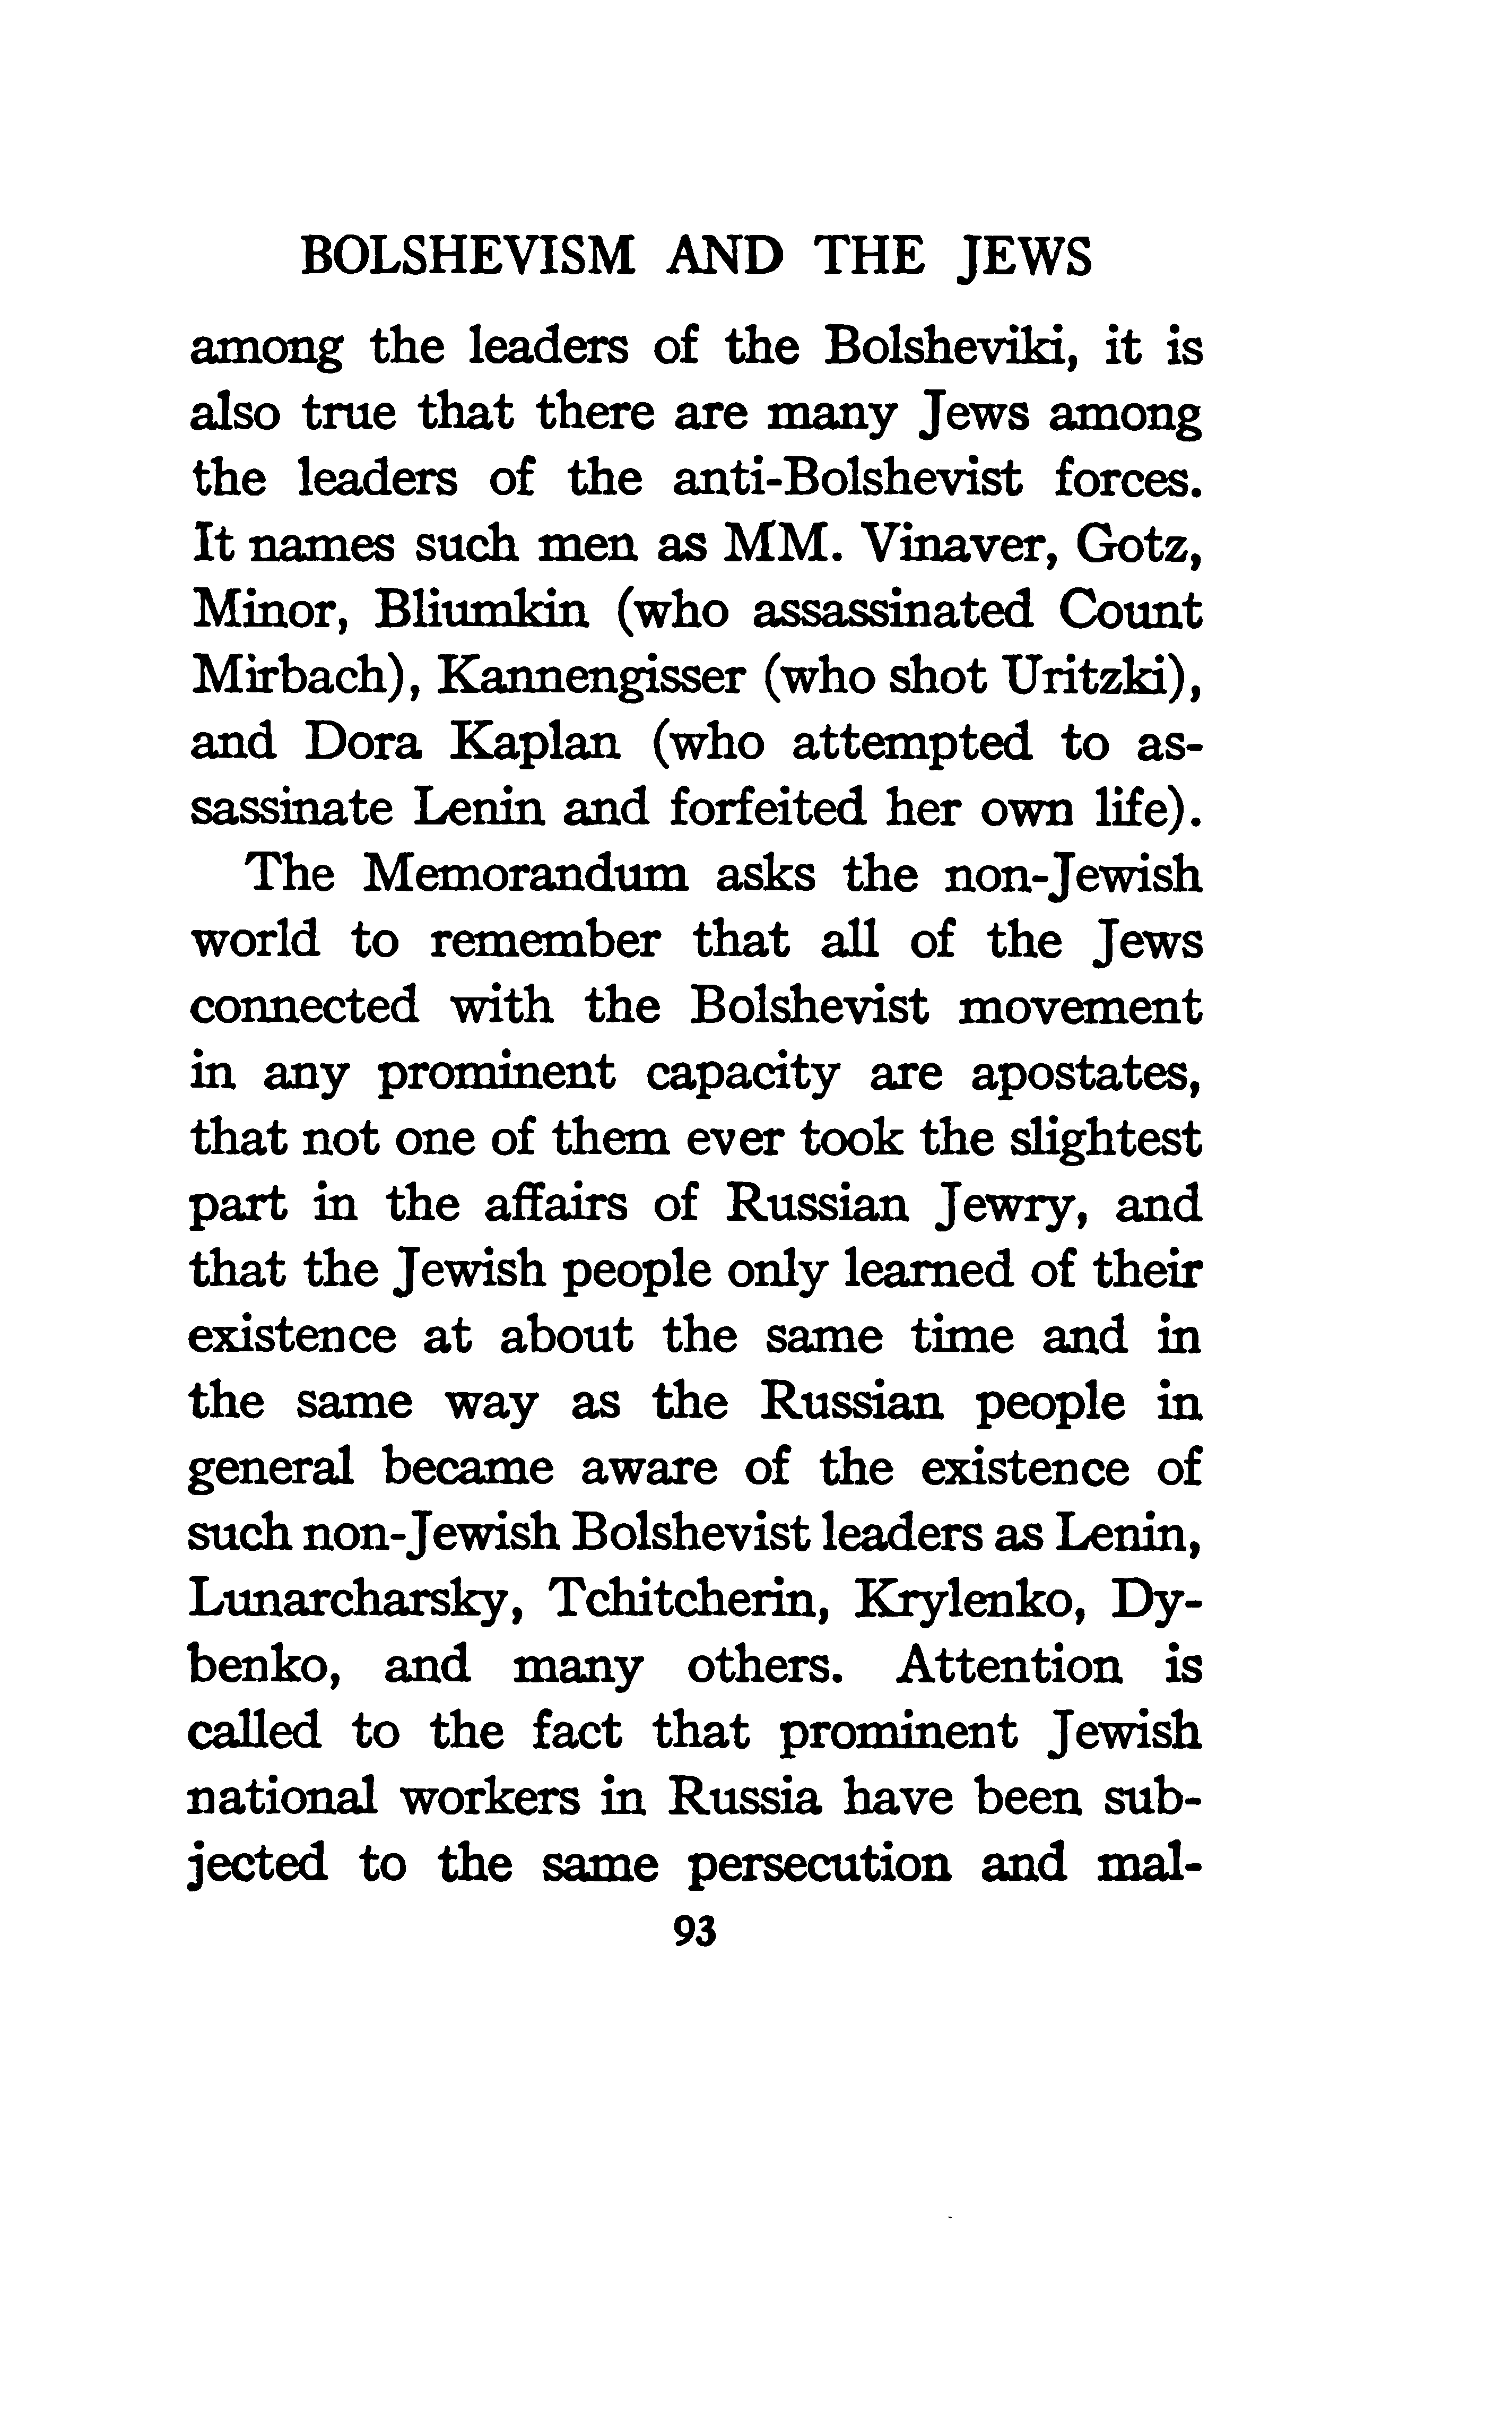 BOLSHEVISM AND THE JEWS
among the leaders of the Bolsheviki, it is
also true that there are many Jews among
the leaders of the anti-Bolshevist forces.
It names such men as MM. Vinaver, Gotz,
Minor, Bliumkin (who assassinated Count
Mirbach), Kannengisser (who shot Uritzki),
and Dora Kaplan (who attempted to as-
sassinate Lenin and forfeited her own life).
The Memorandum asks the non-Jewish
world to remember that all of the Jews
connected with the Bolshevist movement
in any prominent capacity are apostates,
that not one of them ever took the slightest
part in the affairs of Russian Jewry, and
that the Jewish people only learned of their
existence at about the same time and in
the same way as the Russian people in
general became aware of the existence of
such non-Jewish Bolshevist leaders as Lenin,
Lunarcharsky, Tchitcherin, Krylenko, Dy-
benko, and many others. Attention is
called to the fact that prominent Jewish
national workers in Russia have been sub-
jected to the same persecution and mal-
93